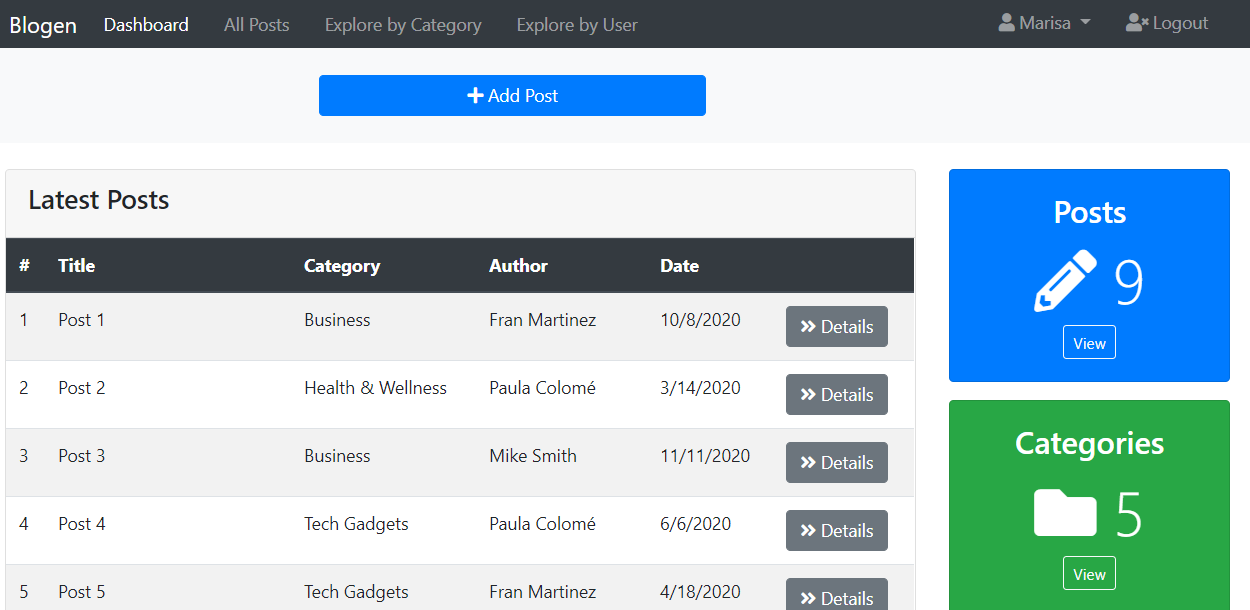 Blogen Dashboard All Posts Explore by Category Explore by User Marisa Logout
Add Post
Latest Posts
# Title Category Author Date
1 Post 1 Business Fran Martinez 10/8/2020 Details
2 Post 2 Health & Wellness Paula Colomé 3/14/2020 Details
3 Post 3 Business Mike Smith 11/11/2020 Details
4 Post 4 Tech Gadgets Paula Colomé 6/6/2020 Details
5 Post 5 Tech Gadgets Fran Martinez 4/18/2020 Details
Posts
9
View
Categories
5
View